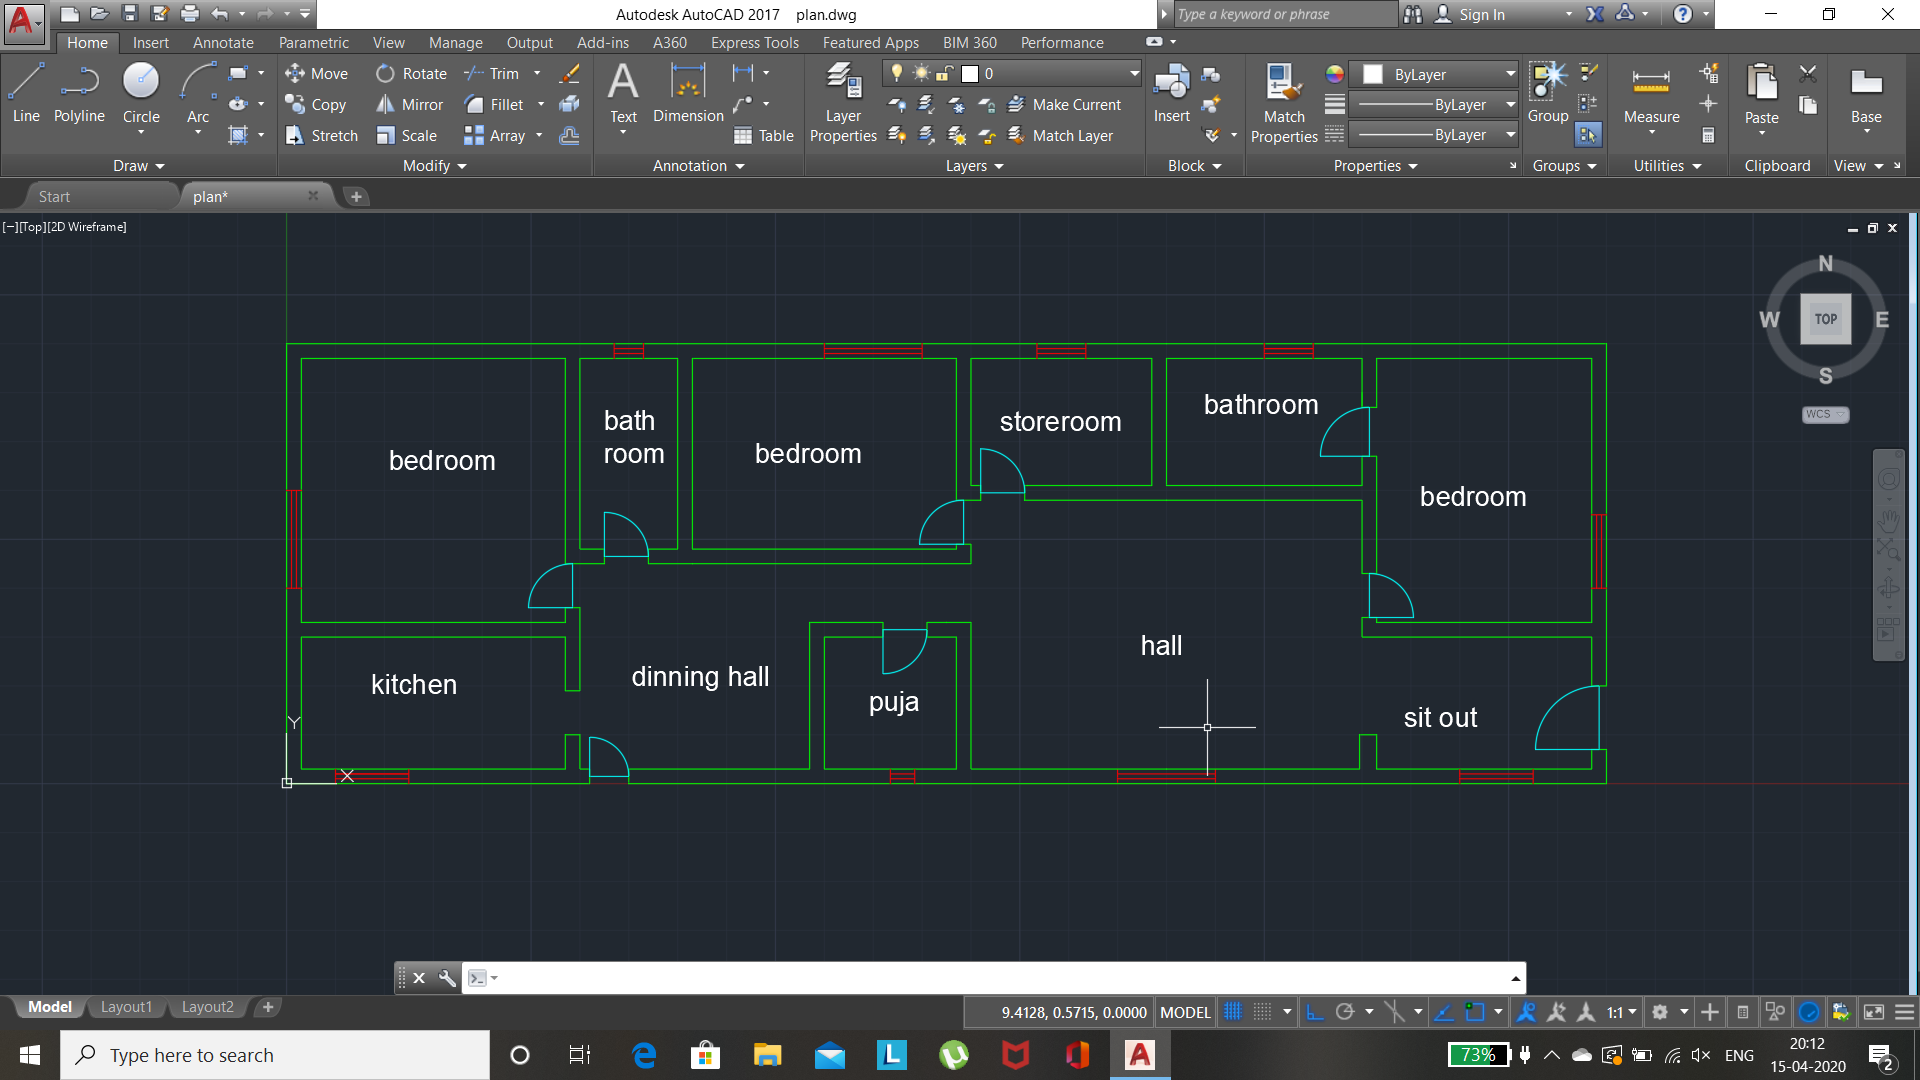 Autodesk AutoCAD 2017 plan.dwg
Type a keyword or phrase
Sign In
Home Insert Annotate Parametric View Manage Output Add-ins A360 Express Tools Featured Apps BIM 360 Performance
Line Polyline Circle Arc
Move Rotate Trim
Copy Mirror Fillet
Stretch Scale Array
Text Dimension Table
Layer Properties
0
Make Current
Match Layer
Insert
Match Properties
ByLayer
ByLayer
ByLayer
Group Measure Paste Base
Draw Modify Annotation Layers Block Properties Groups Utilities Clipboard View
Start plan*
[−][Top][2D Wireframe]
N
W TOP E
S
WCS
bathroom
bath
room
storeroom
bedroom
bedroom
bedroom
hall
dinning hall
kitchen
puja
sit out
Y
X
Model Layout1 Layout2
9.4128, 0.5715, 0.0000 MODEL 1:1
Type here to search
73%
ENG
20:12
15-04-2020
2